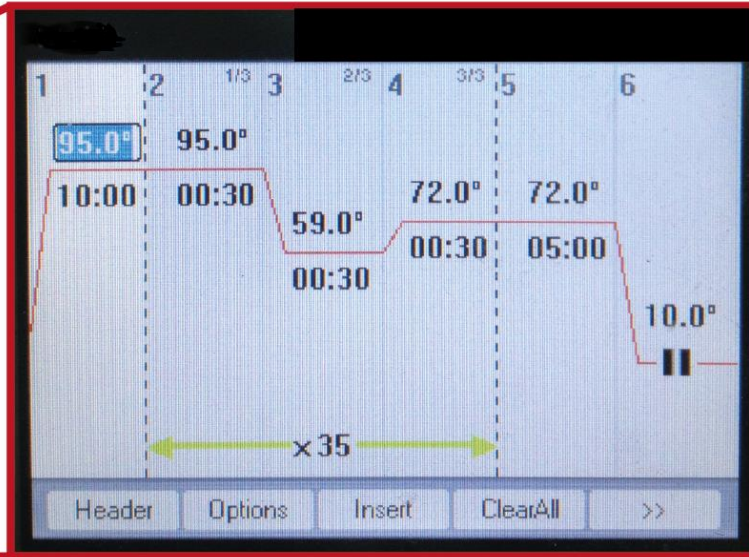 1 2 1/3 3 2/3 4 3/3 5 6
95.0° 95.0°
10:00 00:30 72.0° 72.0°
59.0° 00:30 05:00
00:30
10.0°
x 35
Header Options Insert ClearAll >>